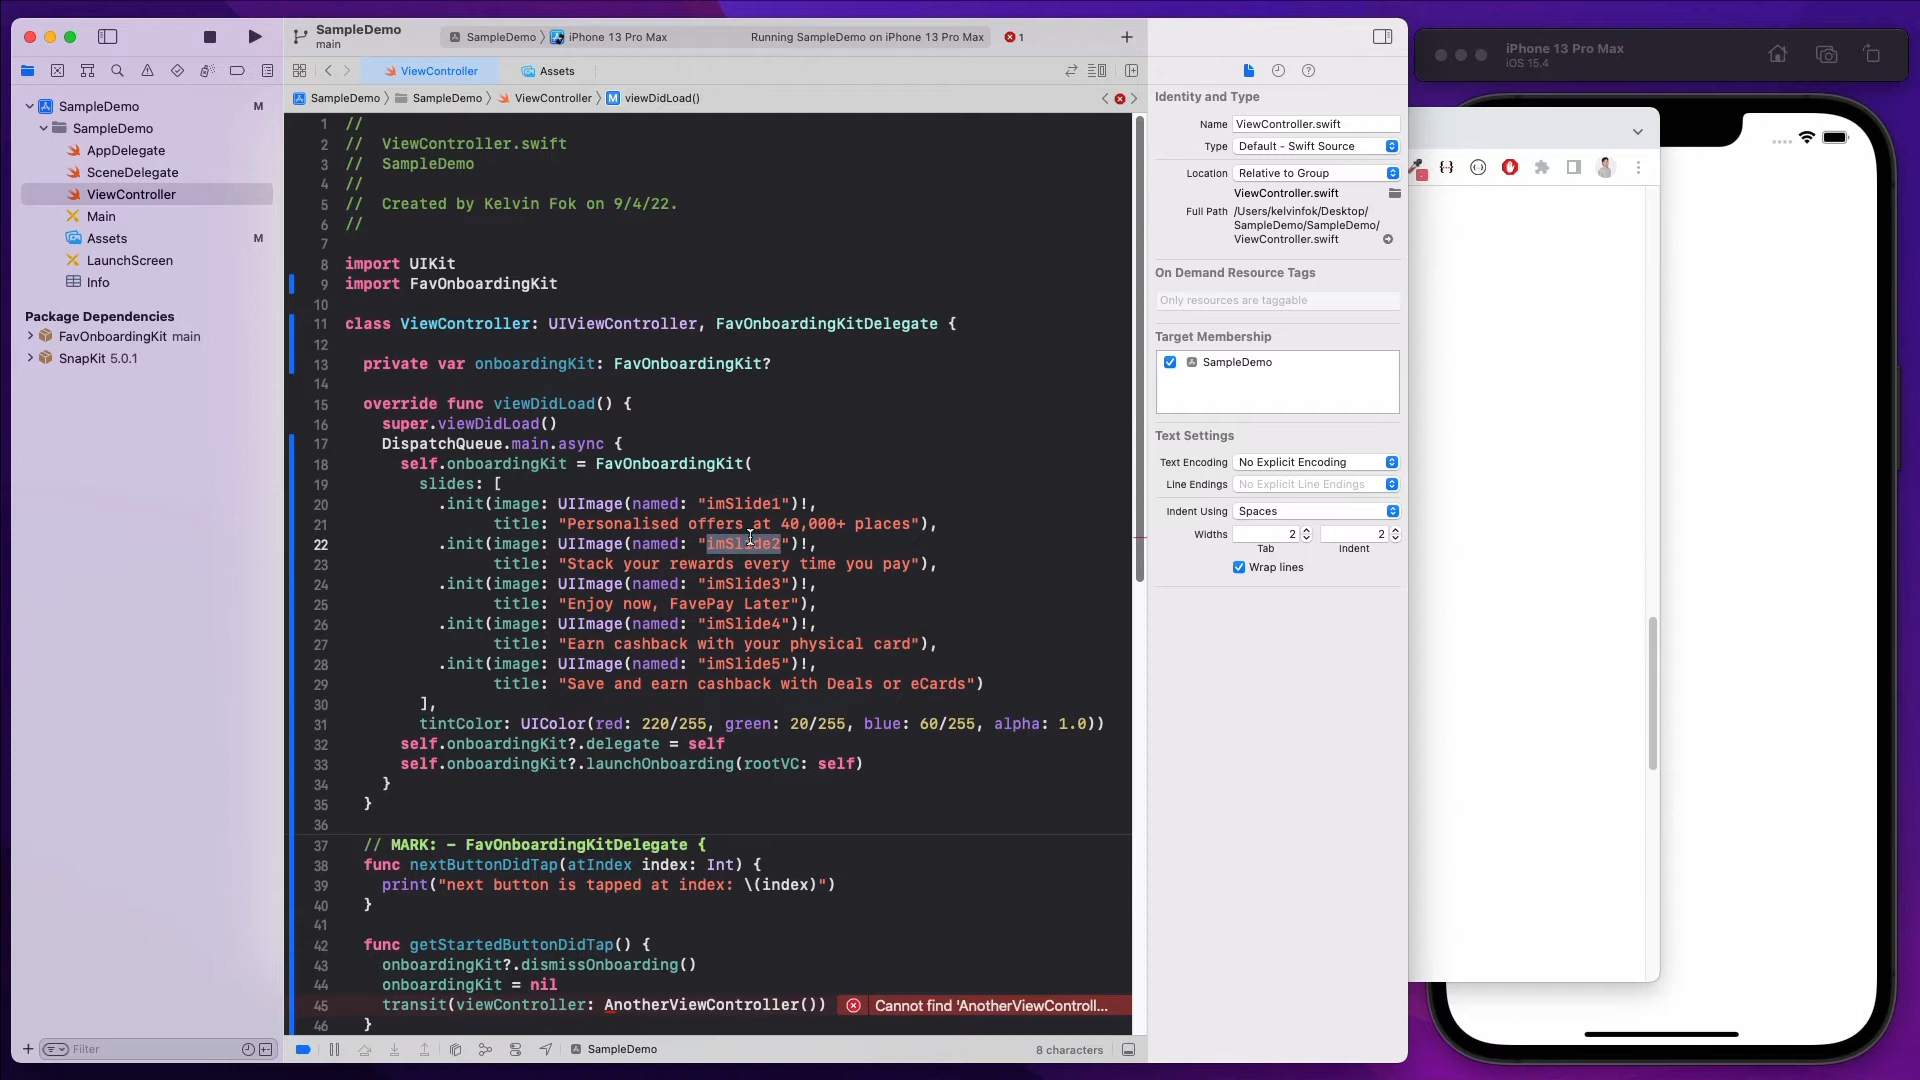 SampleDemo
main
SampleDemo
iPhone 13 Pro Max
Running SampleDemo on iPhone 13 Pro Max
1
iPhone 13 Pro Max
iOS 15.4
ViewController
Assets
SampleDemo
SampleDemo
ViewController
M
viewDidLoad()
SampleDemo
M
SampleDemo
AppDelegate
SceneDelegate
ViewController
Main
Assets
M
LaunchScreen
Info
Package Dependencies
FavOnboardingKit main
SnapKit 5.0.1
Filter
1 //
2 //  ViewController.swift
3 //  SampleDemo
4 //
5 //  Created by Kelvin Fok on 9/4/22.
6 //
7
8 import UIKit
9 import FavOnboardingKit
10
11 class ViewController: UIViewController, FavOnboardingKitDelegate {
12
13   private var onboardingKit: FavOnboardingKit?
14
15   override func viewDidLoad() {
16     super.viewDidLoad()
17     DispatchQueue.main.async {
18       self.onboardingKit = FavOnboardingKit(
19         slides: [
20           .init(image: UIImage(named: "imSlide1")!,
21                 title: "Personalised offers at 40,000+ places"),
22           .init(image: UIImage(named: "imSlide2")!,
23                 title: "Stack your rewards every time you pay"),
24           .init(image: UIImage(named: "imSlide3")!,
25                 title: "Enjoy now, FavePay Later"),
26           .init(image: UIImage(named: "imSlide4")!,
27                 title: "Earn cashback with your physical card"),
28           .init(image: UIImage(named: "imSlide5")!,
29                 title: "Save and earn cashback with Deals or eCards")
30         ],
31         tintColor: UIColor(red: 220/255, green: 20/255, blue: 60/255, alpha: 1.0))
32       self.onboardingKit?.delegate = self
33       self.onboardingKit?.launchOnboarding(rootVC: self)
34     }
35   }
36
37   // MARK: - FavOnboardingKitDelegate {
38   func nextButtonDidTap(atIndex index: Int) {
39     print("next button is tapped at index: \(index)")
40   }
41
42   func getStartedButtonDidTap() {
43     onboardingKit?.dismissOnboarding()
44     onboardingKit = nil
45     transit(viewController: AnotherViewController())
Cannot find 'AnotherViewControll...
46   }
SampleDemo
8 characters
Identity and Type
Name ViewController.swift
Type Default - Swift Source
Location Relative to Group
ViewController.swift
Full Path /Users/kelvinfok/Desktop/
SampleDemo/SampleDemo/
ViewController.swift
On Demand Resource Tags
Only resources are taggable
Target Membership
SampleDemo
Text Settings
Text Encoding No Explicit Encoding
Line Endings No Explicit Line Endings
Indent Using Spaces
Widths 2 2
Tab Indent
Wrap lines